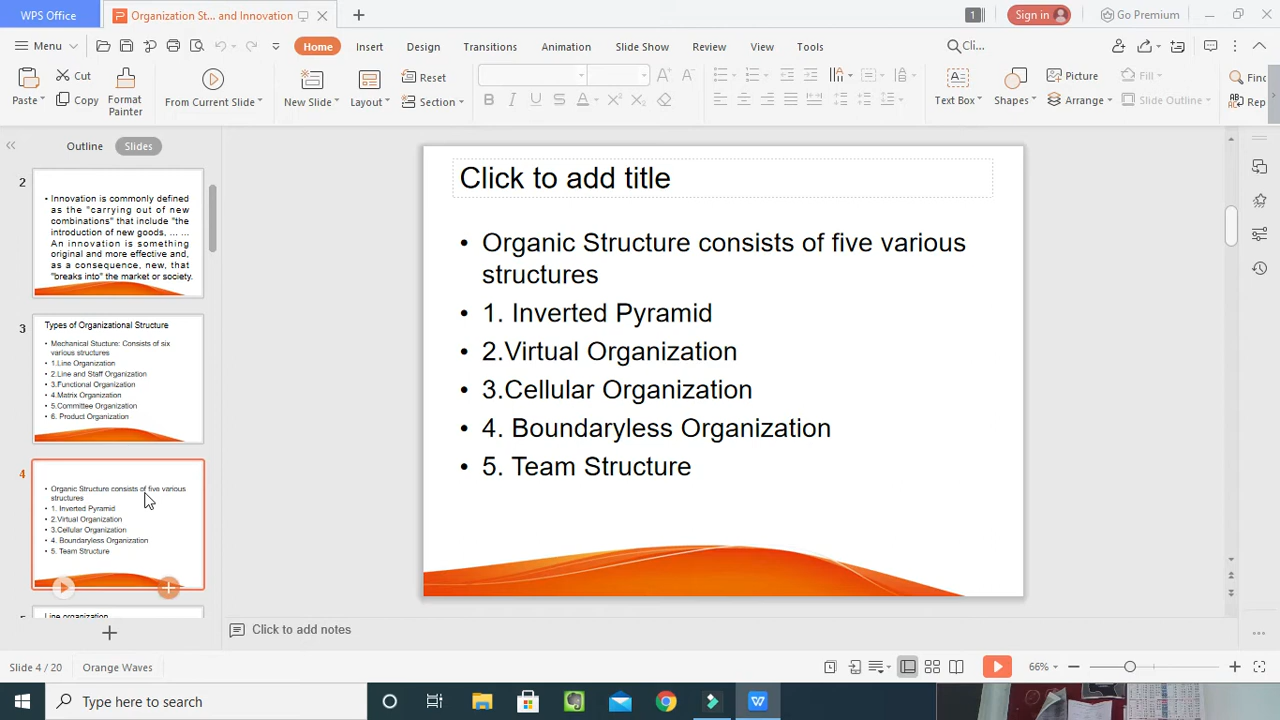 WPS Office
Organization St... and Innovation
1
Sign in
Go Premium
Menu
Home
Insert
Design
Transitions
Animation
Slide Show
Review
View
Tools
Cli...
Paste
Cut
Format
Painter
From Current Slide
New Slide
Layout
Reset
Section
B I U S A X² X₂
Text Box
Shapes
Picture
Arrange
Fill
Slide Outline
Find
Rep
Outline
Slides
2
• Innovation is commonly defined
as the "carrying out of new
combinations" that include "the
introduction of new goods, ... ...
An innovation is something
original and more effective and,
as a consequence, new, that
"breaks into" the market or society.
3
Types of Organizational Structure
• Mechanical Stucture: Consists of six
various structures
• 1.Line Organization
• 2.Line and Staff Organization
• 3.Functional Organization
• 4.Matrix Organization
• 5.Committee Organization
• 6. Product Organization
4
• Organic Structure consists of five various
structures
• 1. Inverted Pyramid
• 2.Virtual Organization
• 3.Cellular Organization
• 4. Boundaryless Organization
• 5. Team Structure
Line organization
Click to add title
• Organic Structure consists of five various
structures
• 1. Inverted Pyramid
• 2.Virtual Organization
• 3.Cellular Organization
• 4. Boundaryless Organization
• 5. Team Structure
Click to add notes
Slide 4 / 20
Orange Waves
66%
Type here to search